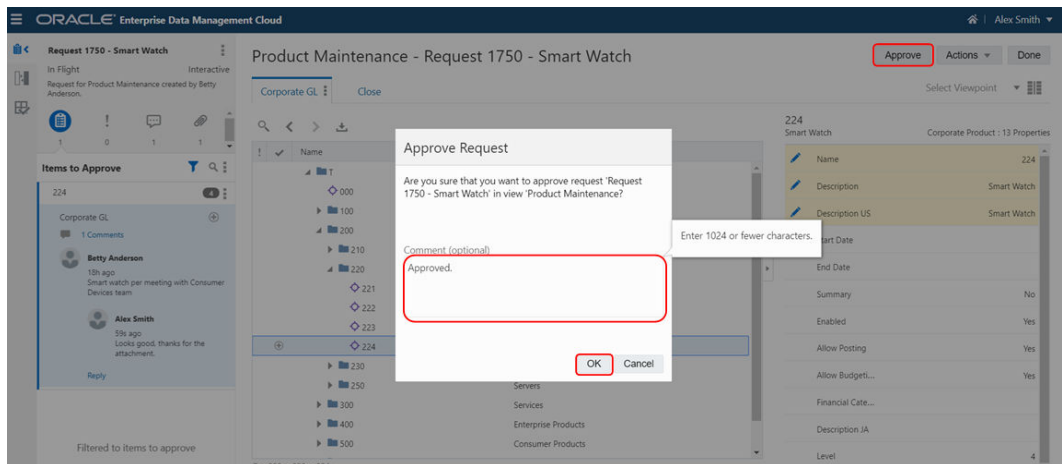 ORACLE Enterprise Data Management Cloud
Alex Smith
Request 1750 - Smart Watch
In Flight Interactive
Request for Product Maintenance created by Betty
Anderson.
1 0 1 1
Items to Approve
224 4
Corporate GL
1 Comments
Betty Anderson
18h ago
Smart watch per meeting with Consumer
Devices team
Alex Smith
59s ago
Looks good, thanks for the
attachment.
Reply
Filtered to items to approve
Product Maintenance - Request 1750 - Smart Watch
Approve Actions Done
Corporate GL Close
Select Viewpoint
Name
T
000
100
200
210
220
221
222
223
224
230
250 Servers
300 Services
400 Enterprise Products
500 Consumer Products
Approve Request
Are you sure that you want to approve request 'Request
1750 - Smart Watch' in view 'Product Maintenance?
Comment (optional)
Approved.
OK Cancel
Enter 1024 or fewer characters.
224
Smart Watch Corporate Product : 13 Properties
Name 224
Description Smart Watch
Description US Smart Watch
tart Date
End Date
Summary No
Enabled Yes
Allow Posting Yes
Allow Budgeti... Yes
Financial Cate...
Description JA
Level 4